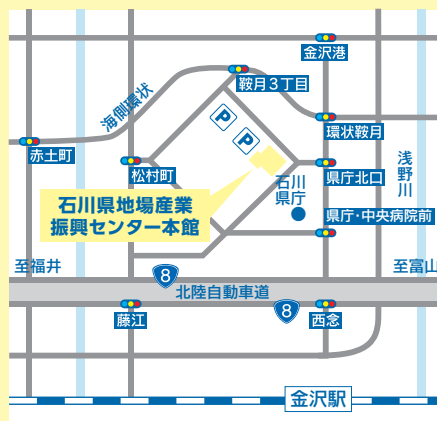 金沢港
鞍月3丁目
海側環状
環状鞍月
赤土町
松村町
浅野川
県庁北口
石川
県庁
石川県地場産業
振興センター本館
県庁・中央病院前
P
P
至福井
8
至富山
北陸自動車道
8
藤江
西念
金沢駅